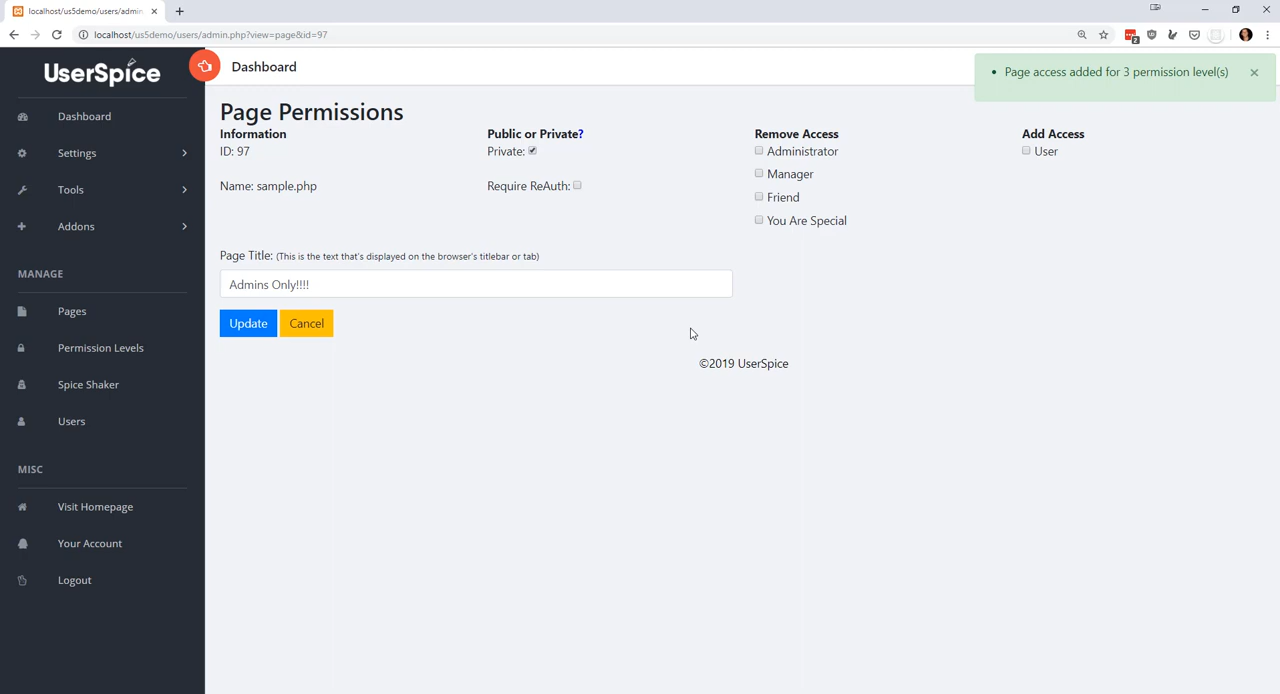 localhost/us5demo/users/admin
localhost/us5demo/users/admin.php?view=page&id=97
2
UserSpice
Dashboard
Settings
Tools
Addons
MANAGE
Pages
Permission Levels
Spice Shaker
Users
MISC
Visit Homepage
Your Account
Logout
Dashboard
Page access added for 3 permission level(s)
Page Permissions
Information
ID: 97
Name: sample.php
Public or Private?
Private:
Require ReAuth:
Remove Access
Administrator
Manager
Friend
You Are Special
Add Access
User
Page Title: (This is the text that's displayed on the browser's titlebar or tab)
Admins Only!!!!
Update Cancel
©2019 UserSpice